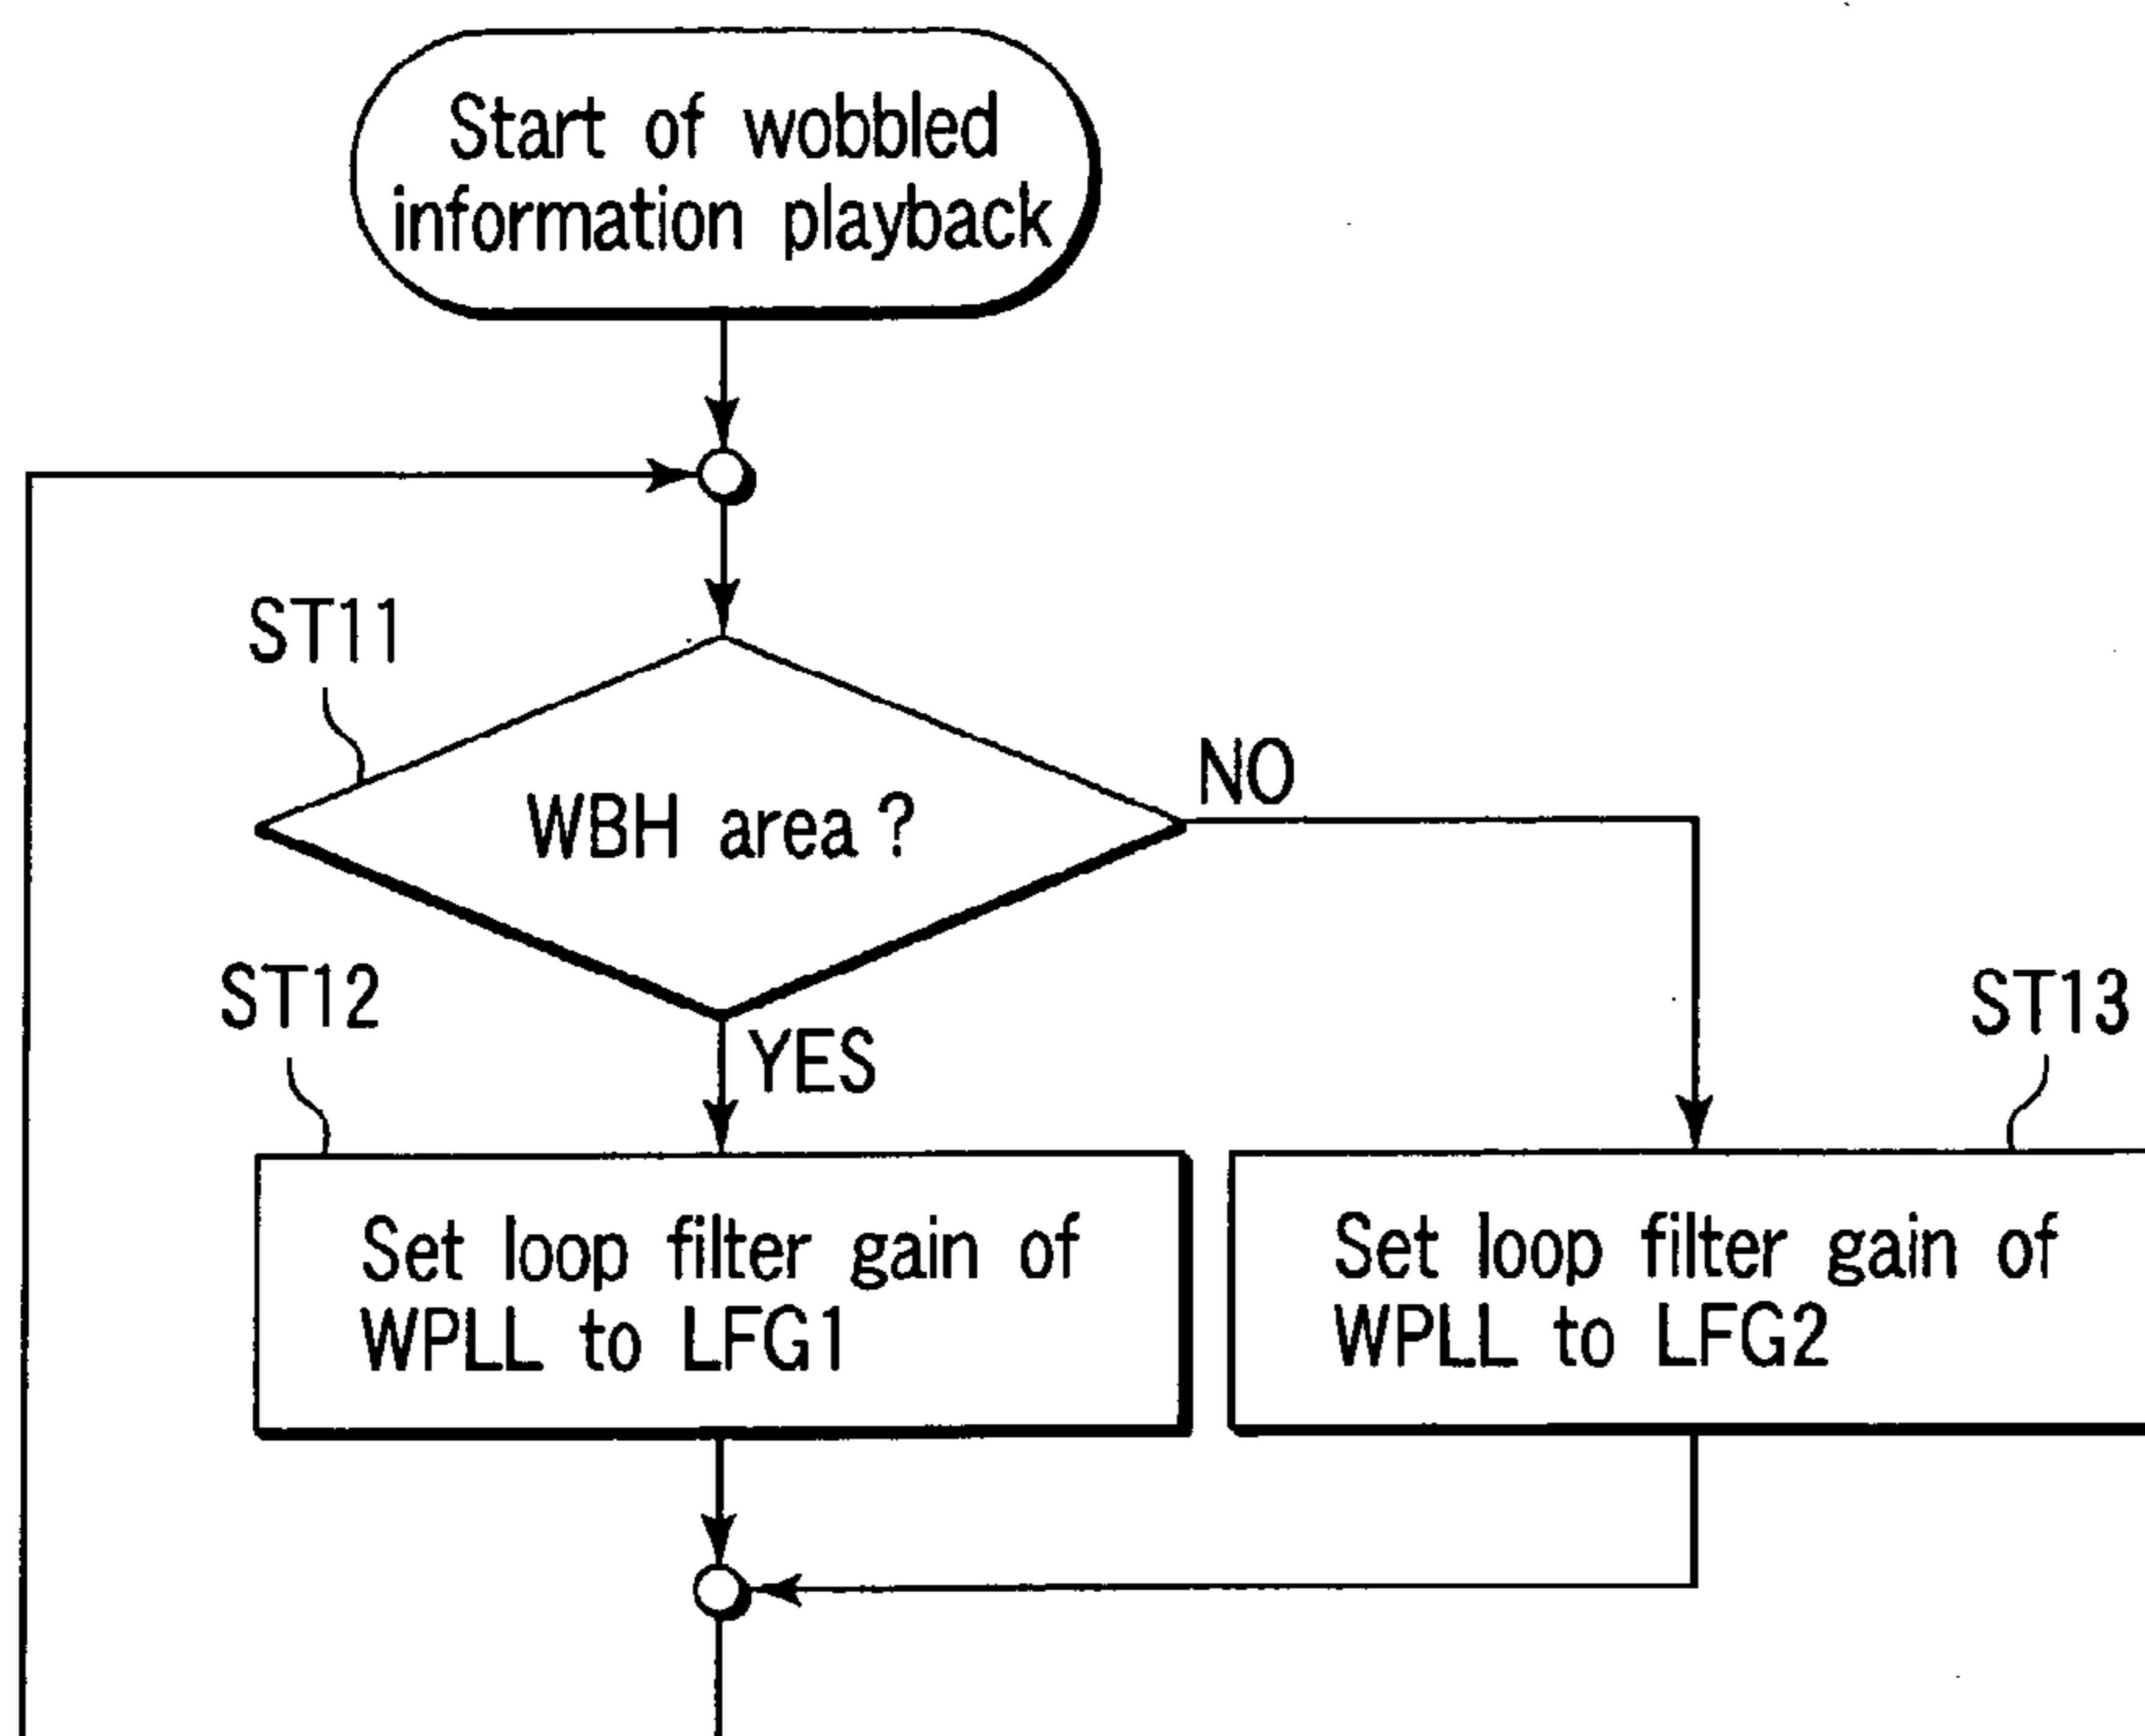 Start of wobbled
information playback
ST11
WBH area?
NO
YES
ST12
Set loop filter gain of
WPLL to LFG1
ST13
Set loop filter gain of
WPLL to LFG2